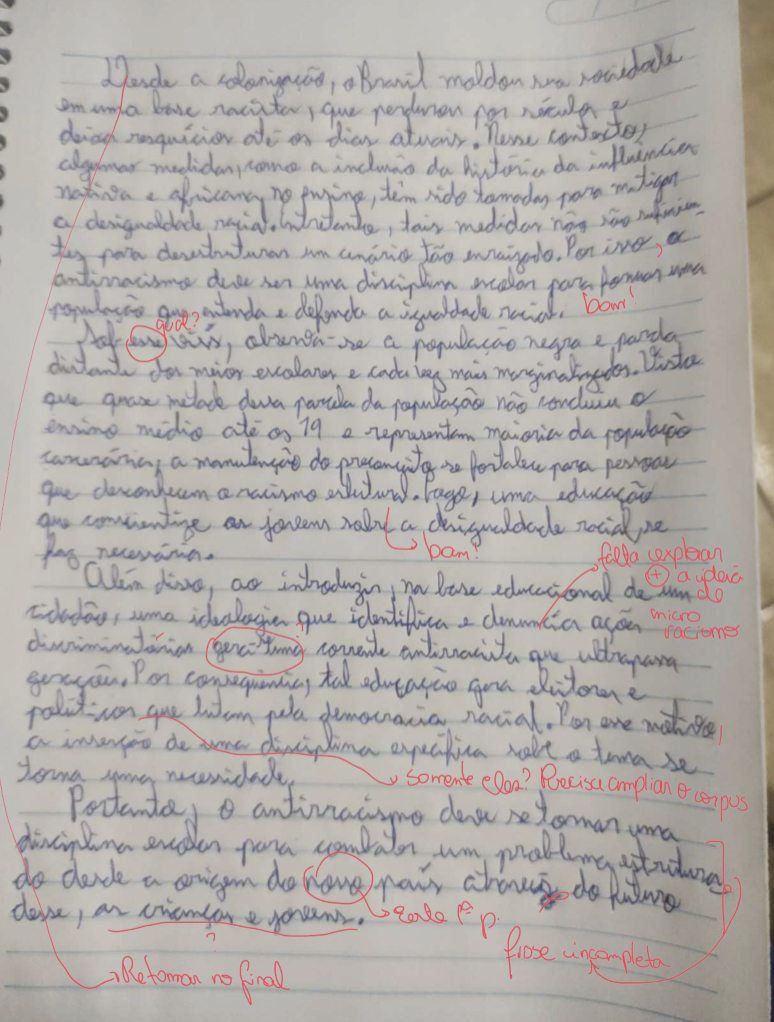 Desde a colonização, o Brasil moldou sua sociedade
em uma base racista, que perdurou por séculos e
deixa resquícios até os dias atuais. Nesse contexto,
algumas medidas, como a inclusão da história da influência
nativa e africana, no ensino, têm sido tomadas para mitigar
a desigualdade racial. Entretanto, tais medidas não são suficien-
tes para desestruturar um cenário tão enraizado. Por isso, o
antirracismo deve ser uma disciplina escolar para formar uma
população que entenda e defenda a igualdade racial. bom!
qual?
Sob esse viés, observa-se a população negra e parda
distante dos meios escolares e cada vez mais marginalizados. Visto
que quase metade dessa parcela da população não concluiu o
ensino médio até os 19 e representam maioria da população
carcerária, a manutenção do preconceito se fortalece para pessoas
que desconhecem o racismo estrutural. Logo, uma educação
que conscientize os jovens sobre a desigualdade racial se
faz necessária.
bom!
falta explorar
+ a ideia
de
micro
racismos
Além disso, ao introduzir, na base educacional de um
cidadão, uma ideologia que identifica e denuncia ações
discriminatórias gera uma corrente antirracista que ultrapassa
gerações. Por consequência, tal educação gera eleitores e
políticos que lutam pela democracia racial. Por esse motivo,
a inserção de uma disciplina específica sobre o tema se
torna uma necessidade.
somente eles? Precisa ampliar o corpus
Portanto, o antirracismo deve se tornar uma
disciplina escolar para combater um problema estrutura
do desde a origem do nosso país através do futuro
desse, as crianças e jovens.
evite 1ª p.
?
frase incompleta
Retomar no final